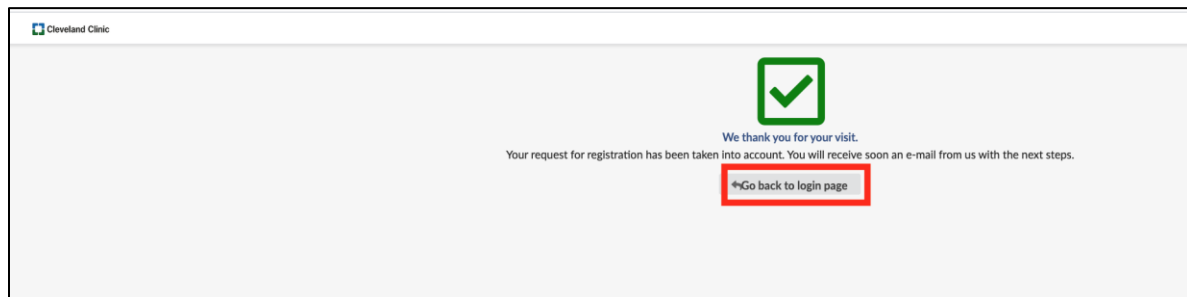 Cleveland Clinic
We thank you for your visit.
Your request for registration has been taken into account. You will receive soon an e-mail from us with the next steps.
Go back to login page